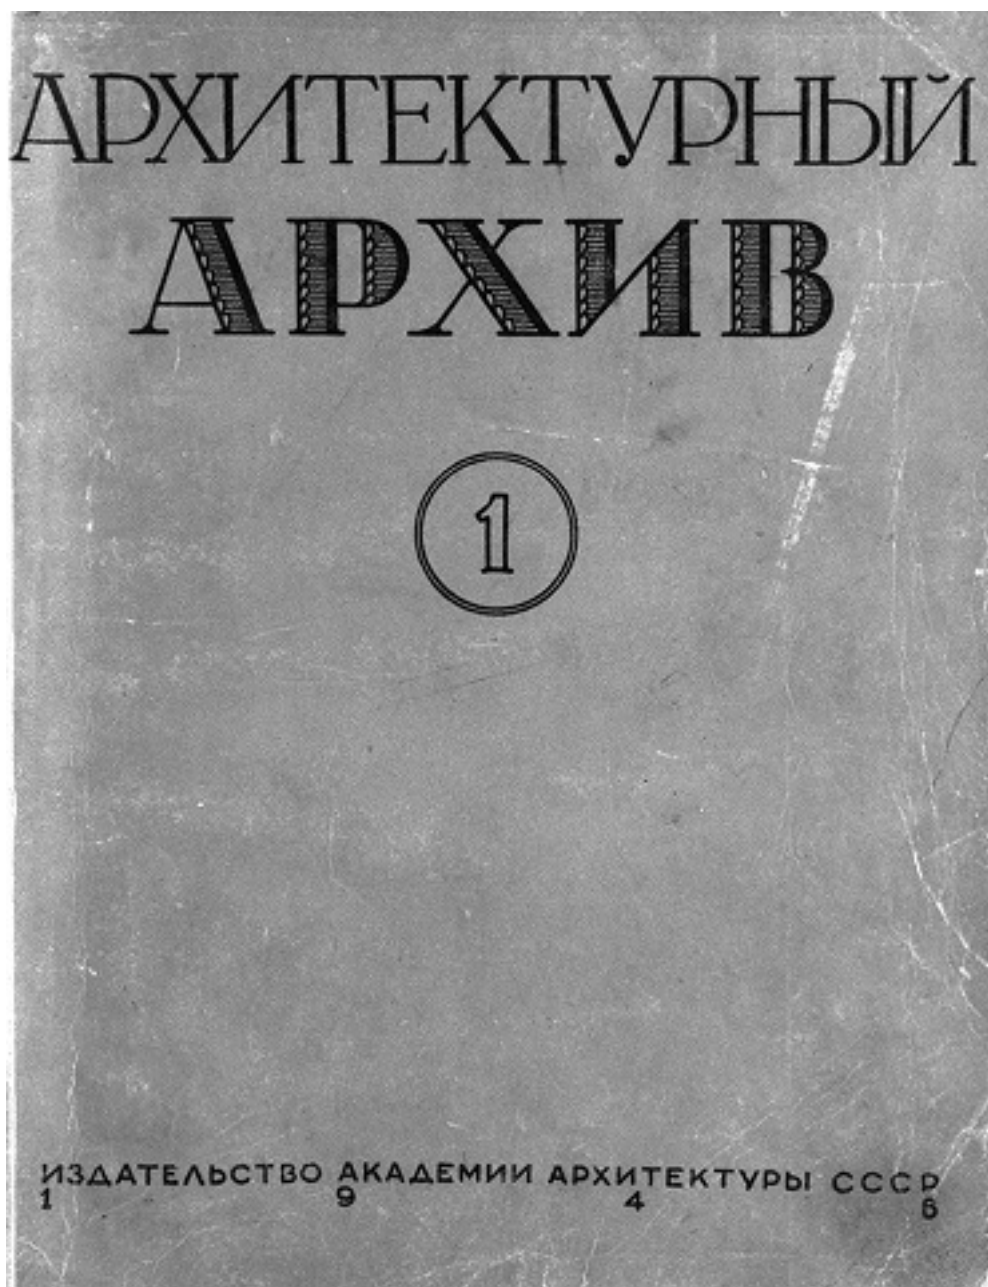 АРХИТЕКТУРНЫЙ
АРХИВ
1
ИЗДАТЕЛЬСТВО АКАДЕМИИ АРХИТЕКТУРЫ СССР
1 9 4 6